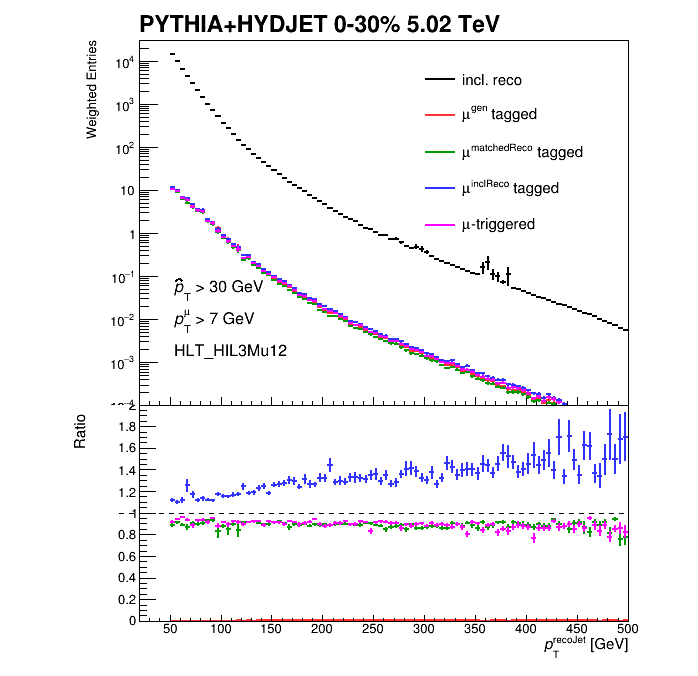 PYTHIA+HYDJET 0-30% 5.02 TeV
Weighted Entries
10⁴
10³
10²
10
1
10⁻¹
10⁻²
10⁻³
10⁻⁴
incl. reco
μ^gen tagged
μ^matchedReco tagged
μ^inclReco tagged
μ-triggered
p̂_T > 30 GeV
p_T^μ > 7 GeV
HLT_HIL3Mu12
Ratio
2
1.8
1.6
1.4
1.2
1
0.8
0.6
0.4
0.2
0
50 100 150 200 250 300 350 400 450 500
p_T^recoJet [GeV]